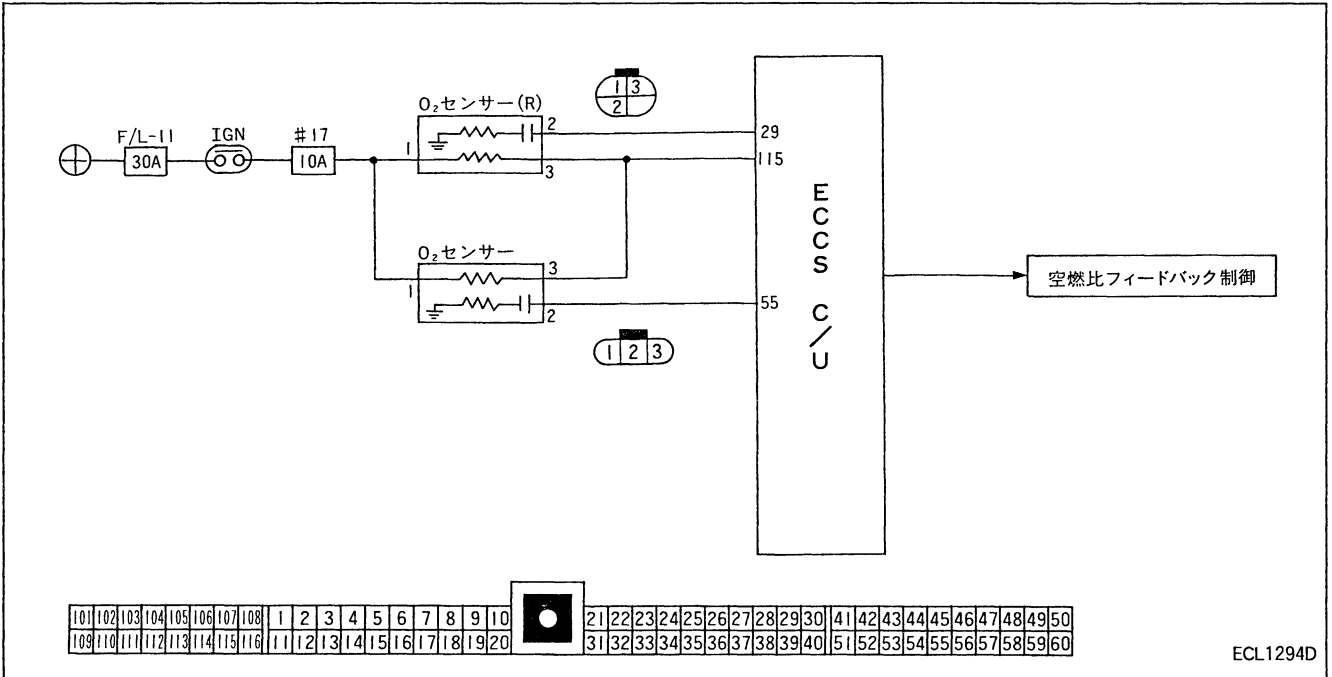 O₂センサー(R)
1 3
2
F/L-11 IGN #17
30A 10A
1 2 3
29
115
ECCS C/U
O₂センサー
1 3 2
55
空燃比フィードバック制御
1 2 3
101 102 103 104 105 106 107 108 1 2 3 4 5 6 7 8 9 10 21 22 23 24 25 26 27 28 29 30 41 42 43 44 45 46 47 48 49 50
109 110 111 112 113 114 115 116 11 12 13 14 15 16 17 18 19 20 31 32 33 34 35 36 37 38 39 40 51 52 53 54 55 56 57 58 59 60
ECL1294D